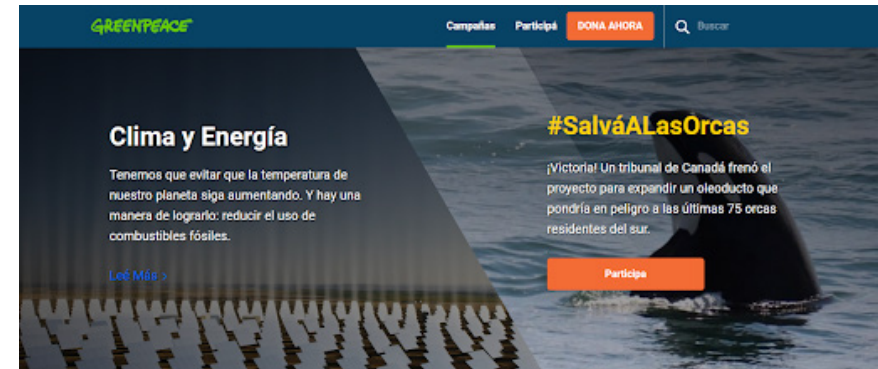 GREENPEACE
Campañas Participá DONA AHORA Buscar
Clima y Energía
Tenemos que evitar que la temperatura de
nuestro planeta siga aumentando. Y hay una
manera de lograrlo: reducir el uso de
combustibles fósiles.
Leé Más >
#SalváALasOrcas
¡Victoria! Un tribunal de Canadá frenó el
proyecto para expandir un oleoducto que
pondría en peligro a las últimas 75 orcas
residentes del sur.
Participa